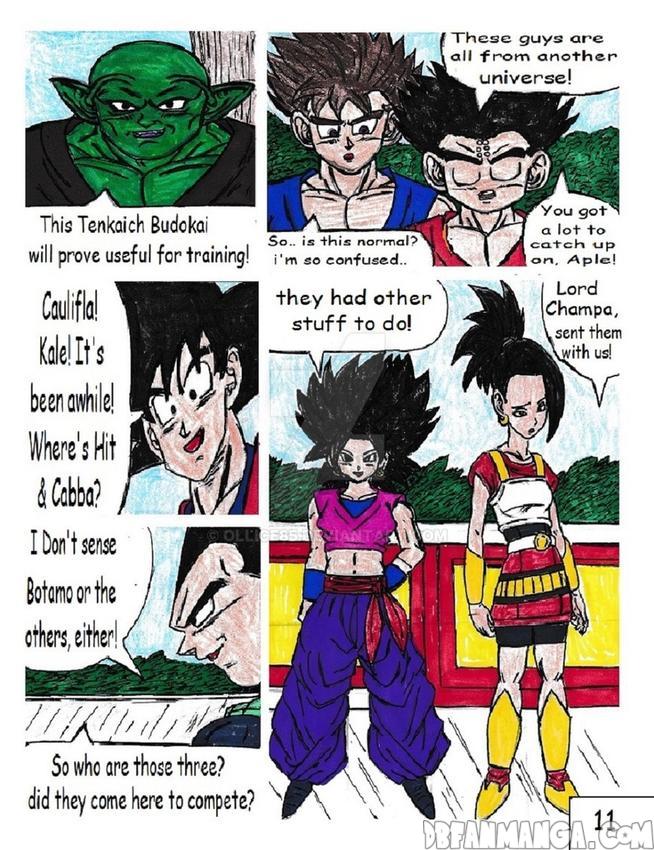 This Tenkaich Budokai
will prove useful for training!
These guys are
all from another
universe!
So.. is this normal?
i'm so confused..
You got
a lot to
catch up
on, Aple!
Caulifla!
Kale! It's
been awhile!
Where's Hit
& Cabba?
I Don't sense
Botamo or the
others, either!
So who are those three?
did they come here to compete?
they had other
stuff to do!
Lord
Champa,
sent them
with us!
11
DBFANMANGA.COM